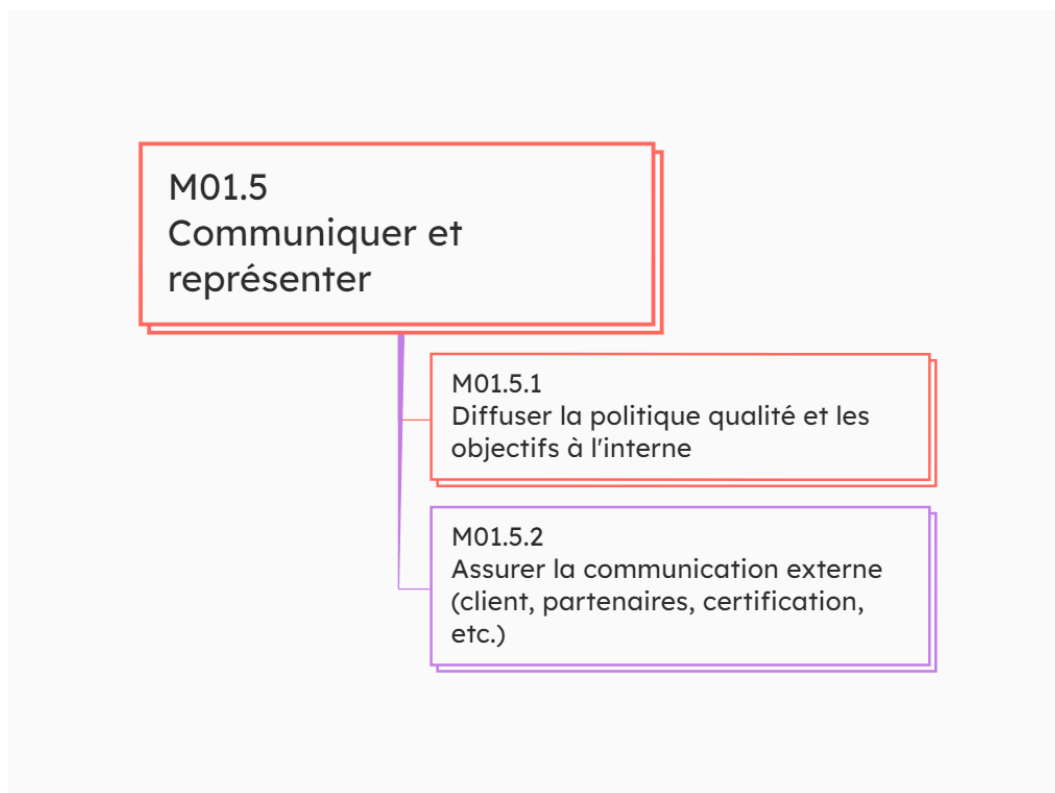 M01.5
Communiquer et
représenter
M01.5.1
Diffuser la politique qualité et les
objectifs à l'interne
M01.5.2
Assurer la communication externe
(client, partenaires, certification,
etc.)